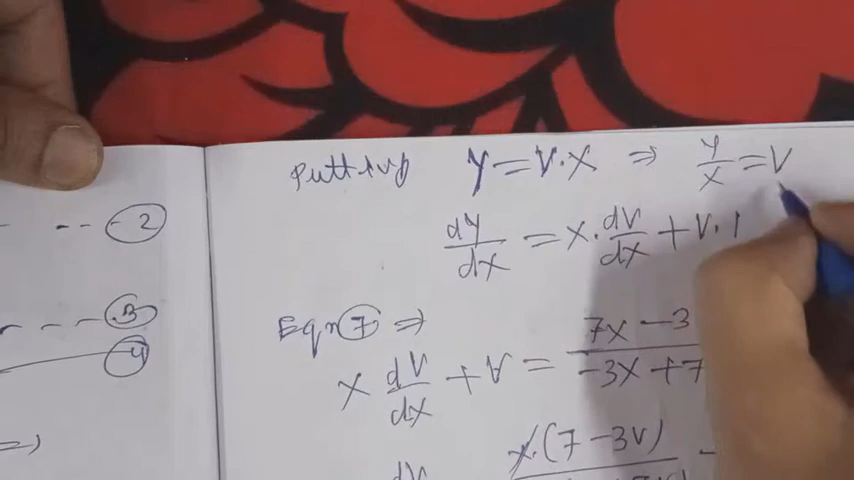 - - - 2
- - - 3
4
=)
Putting Y = V·X ⇒ Y/X = V
dY/dX = X·dV/dX + V·1
Eqn 7 ⇒
X dV/dX + V = 7X - 3 / -3X + 7
X·(7 - 3V) -
dV